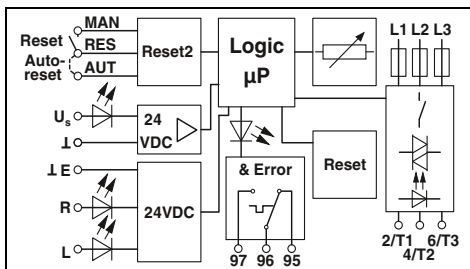 MAN
Reset
RES
Auto-
reset
AUT
Reset2
Logic
µP
L1 L2 L3
Us
24
VDC
⊥
⊥ E
R
L
24VDC
& Error
Reset
97 96 95
2/T1 6/T3
4/T2